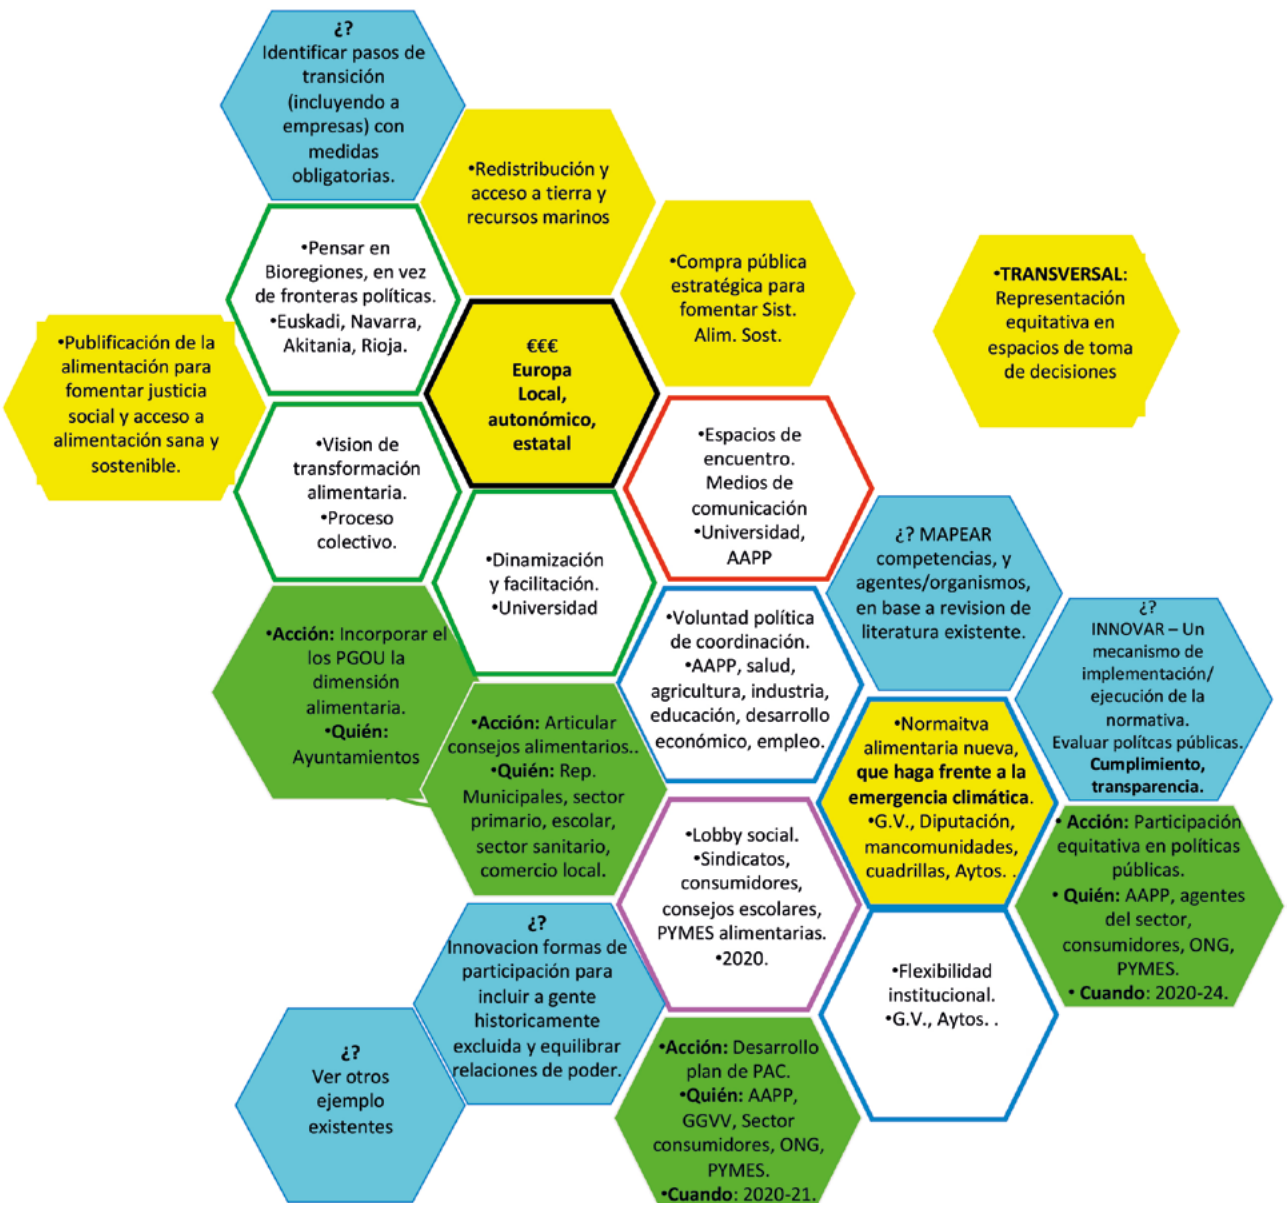 ¿?
Identificar pasos de
transición
(incluyendo a
empresas) con
medidas
obligatorias.
•Redistribución y
acceso a tierra y
recursos marinos
•Pensar en
Bioregiones, en vez
de fronteras políticas.
•Euskadi, Navarra,
Akitania, Rioja.
•Compra pública
estratégica para
fomentar Sist.
Alim. Sost.
•TRANSVERSAL:
Representación
equitativa en
espacios de toma
de decisiones
•Publificación de la
alimentación para
fomentar justicia
social y acceso a
alimentación sana y
sostenible.
€€€
Europa
Local,
autonómico,
estatal
•Vision de
transformación
alimentaria.
•Proceso
colectivo.
•Espacios de
encuentro.
Medios de
comunicación
•Universidad,
AAPP
•Dinamización
y facilitación.
•Universidad
¿? MAPEAR
competencias, y
agentes/organismos,
en base a revision de
literatura existente.
•Acción: Incorporar el
los PGOU la
dimensión
alimentaria.
•Quién:
Ayuntamientos
•Voluntad política
de coordinación.
•AAPP, salud,
agricultura, industria,
educación, desarrollo
económico, empleo.
¿?
INNOVAR – Un
mecanismo de
implementación/
ejecución de la
normativa.
Evaluar polítcas públicas.
Cumplimiento,
transparencia.
•Acción: Articular
consejos alimentarios..
•Quién: Rep.
Municipales, sector
primario, escolar,
sector sanitario,
comercio local.
•Normaitva
alimentaria nueva,
que haga frente a la
emergencia climática.
•G.V., Diputación,
mancomunidades,
cuadrillas, Aytos. .
•Lobby social.
•Sindicatos,
consumidores,
consejos escolares,
PYMES alimentarias.
•2020.
• Acción: Participación
equitativa en políticas
públicas.
• Quién: AAPP, agentes
del sector,
consumidores, ONG,
PYMES.
• Cuando: 2020-24.
¿?
Innovacion formas de
participación para
incluir a gente
historicamente
excluida y equilibrar
relaciones de poder.
•Flexibilidad
institucional.
•G.V., Aytos. .
¿?
Ver otros
ejemplo
existentes
•Acción: Desarrollo
plan de PAC.
•Quién: AAPP,
GGVV, Sector
consumidores, ONG,
PYMES.
•Cuando: 2020-21.